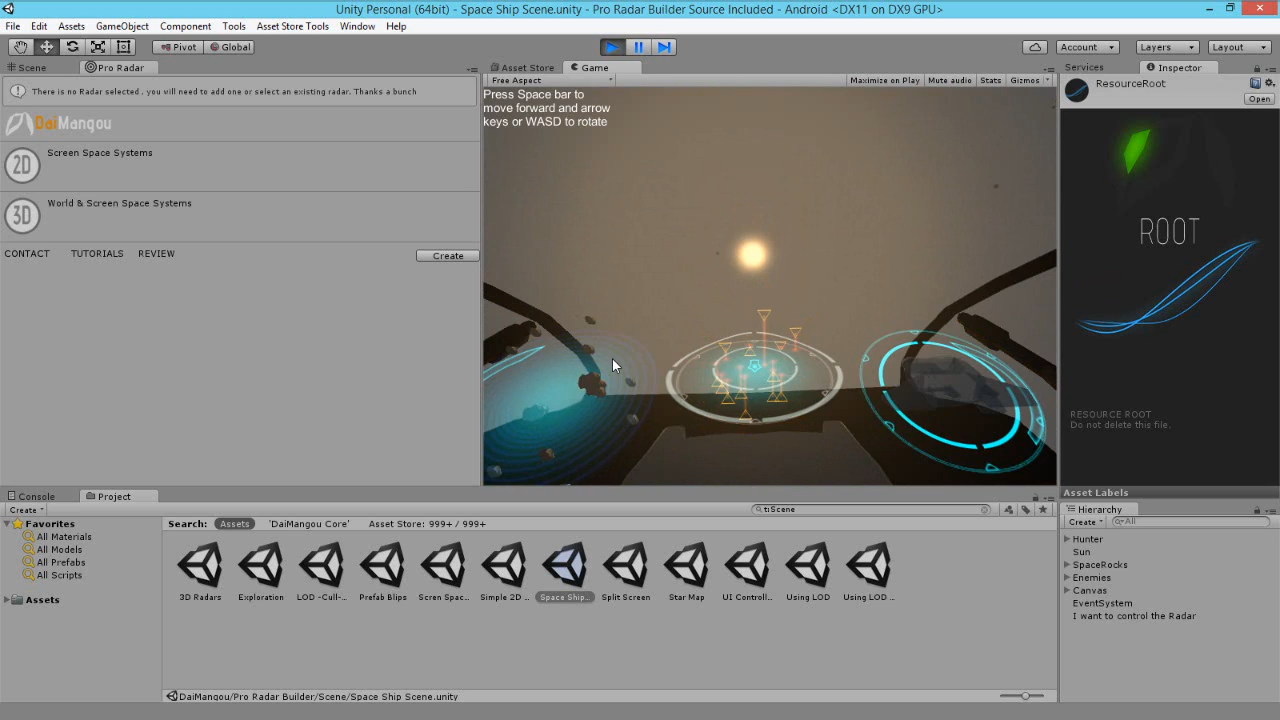 Unity Personal (64bit) - Space Ship Scene.unity - Pro Radar Builder Source Included - Android <DX11 on DX9 GPU>
File Edit Assets GameObject Component Tools Asset Store Tools Window Help
Pivot Global Account Layers Layout
Scene Pro Radar Asset Store Game Services Inspector
There is no Radar selected , you will need to add one or select an existing radar. Thanks a bunch
Free Aspect Maximize on Play Mute audio Stats Gizmos
ResourceRoot
Open
DaiMangou
2D Screen Space Systems
3D World & Screen Space Systems
CONTACT TUTORIALS REVIEW Create
Press Space bar to
move forward and arrow
keys or WASD to rotate
ROOT
RESOURCE ROOT
Do not delete this file.
Asset Labels
Console Project
Create
t:Scene
Search: Assets 'DaiMangou Core' Asset Store: 999+ / 999+
Favorites
All Materials
All Models
All Prefabs
All Scripts
Assets
3D Radars Exploration LOD -Cull-... Prefab Blips Scren Spac... Simple 2D ... Space Ship... Split Screen Star Map UI Controll... Using LOD Using LOD ...
DaiMangou/Pro Radar Builder/Scene/Space Ship Scene.unity
Hierarchy
Create All
Hunter
Sun
SpaceRocks
Enemies
Canvas
EventSystem
I want to control the Radar